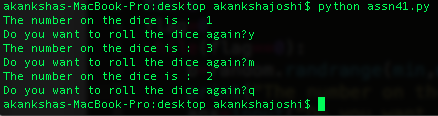 akankshas-MacBook-Pro:desktop akankshajoshi$ python assn41.py
The number on the dice is :  1
Do you want to roll the dice again?y
The number on the dice is :  3
Do you want to roll the dice again?m
The number on the dice is :  2
Do you want to roll the dice again?q
akankshas-MacBook-Pro:desktop akankshajoshi$